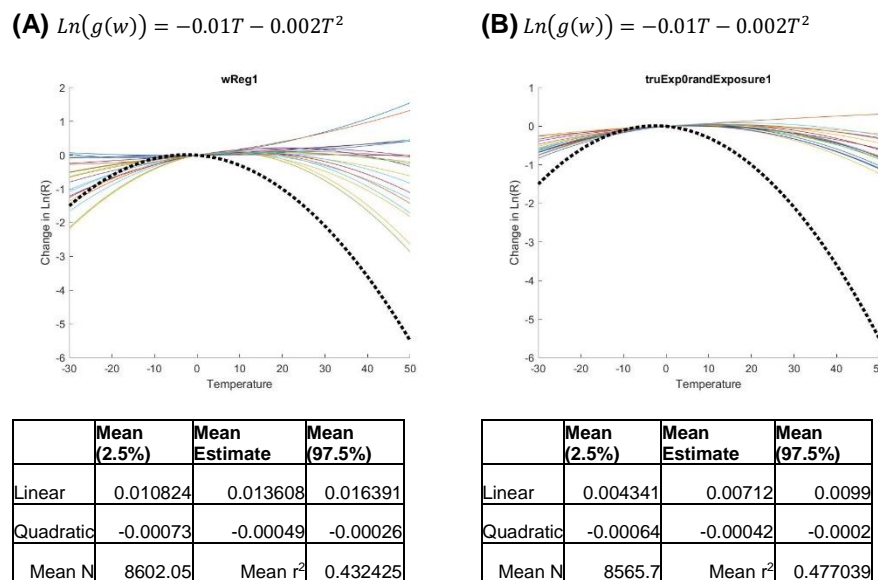 (A) Ln(g(w)) = −0.01T − 0.002T²
wReg1
2
1
0
-1
-2
-3
-4
-5
-6
Change in Ln(R)
-30 -20 -10 0 10 20 30 40 50
Temperature
Mean (2.5%) Mean Estimate Mean (97.5%)
Linear 0.010824 0.013608 0.016391
Quadratic -0.00073 -0.00049 -0.00026
Mean N 8602.05 Mean r² 0.432425
(B) Ln(g(w)) = −0.01T − 0.002T²
truExp0randExposure1
1
0
-1
-2
-3
-4
-5
-6
Change in Ln(R)
-30 -20 -10 0 10 20 30 40
Temperature
Mean (2.5%) Mean Estimate Mean (97.5%)
Linear 0.004341 0.00712 0.0099
Quadratic -0.00064 -0.00042 -0.0002
Mean N 8565.7 Mean r² 0.477039